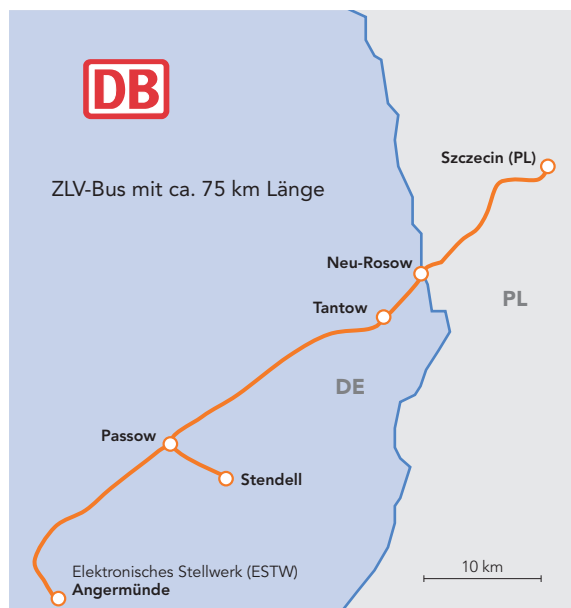 DB
Szczecin (PL)
ZLV-Bus mit ca. 75 km Länge
Neu-Rosow
PL
Tantow
DE
Passow
Stendell
10 km
Elektronisches Stellwerk (ESTW)
Angermünde